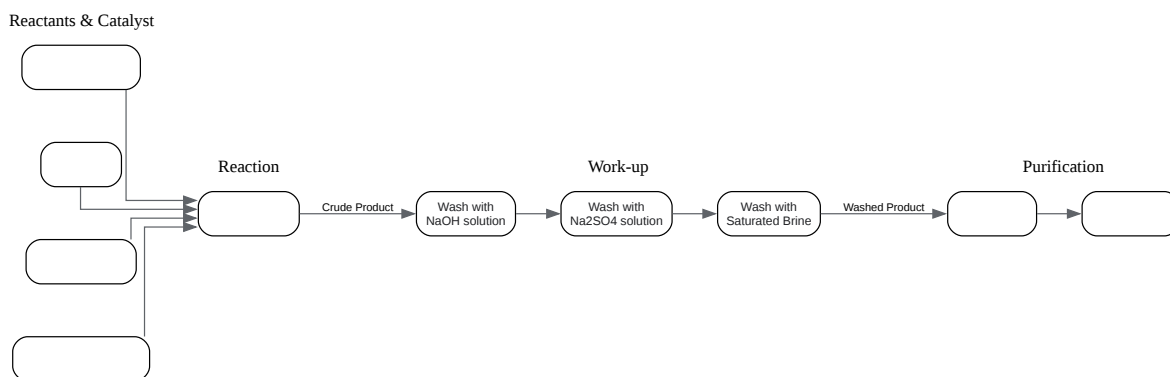 Reactants & Catalyst
Reaction
Work-up
Purification
Crude Product
Wash with
NaOH solution
Wash with
Na2SO4 solution
Wash with
Saturated Brine
Washed Product